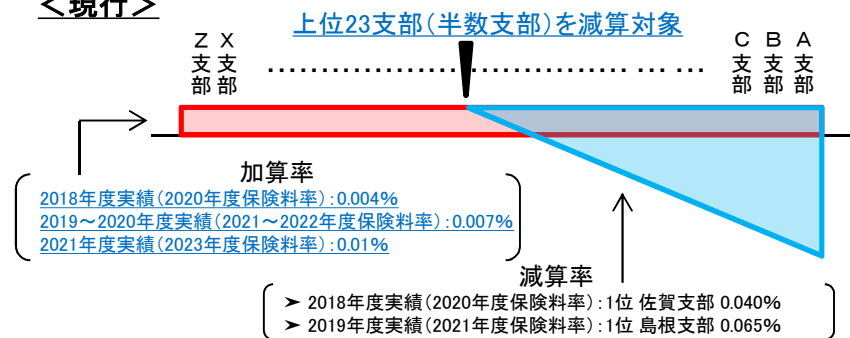 ＜現行＞
上位23支部（半数支部）を減算対象
Z支部
X支部
C支部
B支部
A支部
加算率
2018年度実績（2020年度保険料率）：0.004%
2019～2020年度実績（2021～2022年度保険料率）：0.007%
2021年度実績（2023年度保険料率）：0.01%
減算率
➤ 2018年度実績（2020年度保険料率）：1位 佐賀支部 0.040%
➤ 2019年度実績（2021年度保険料率）：1位 島根支部 0.065%